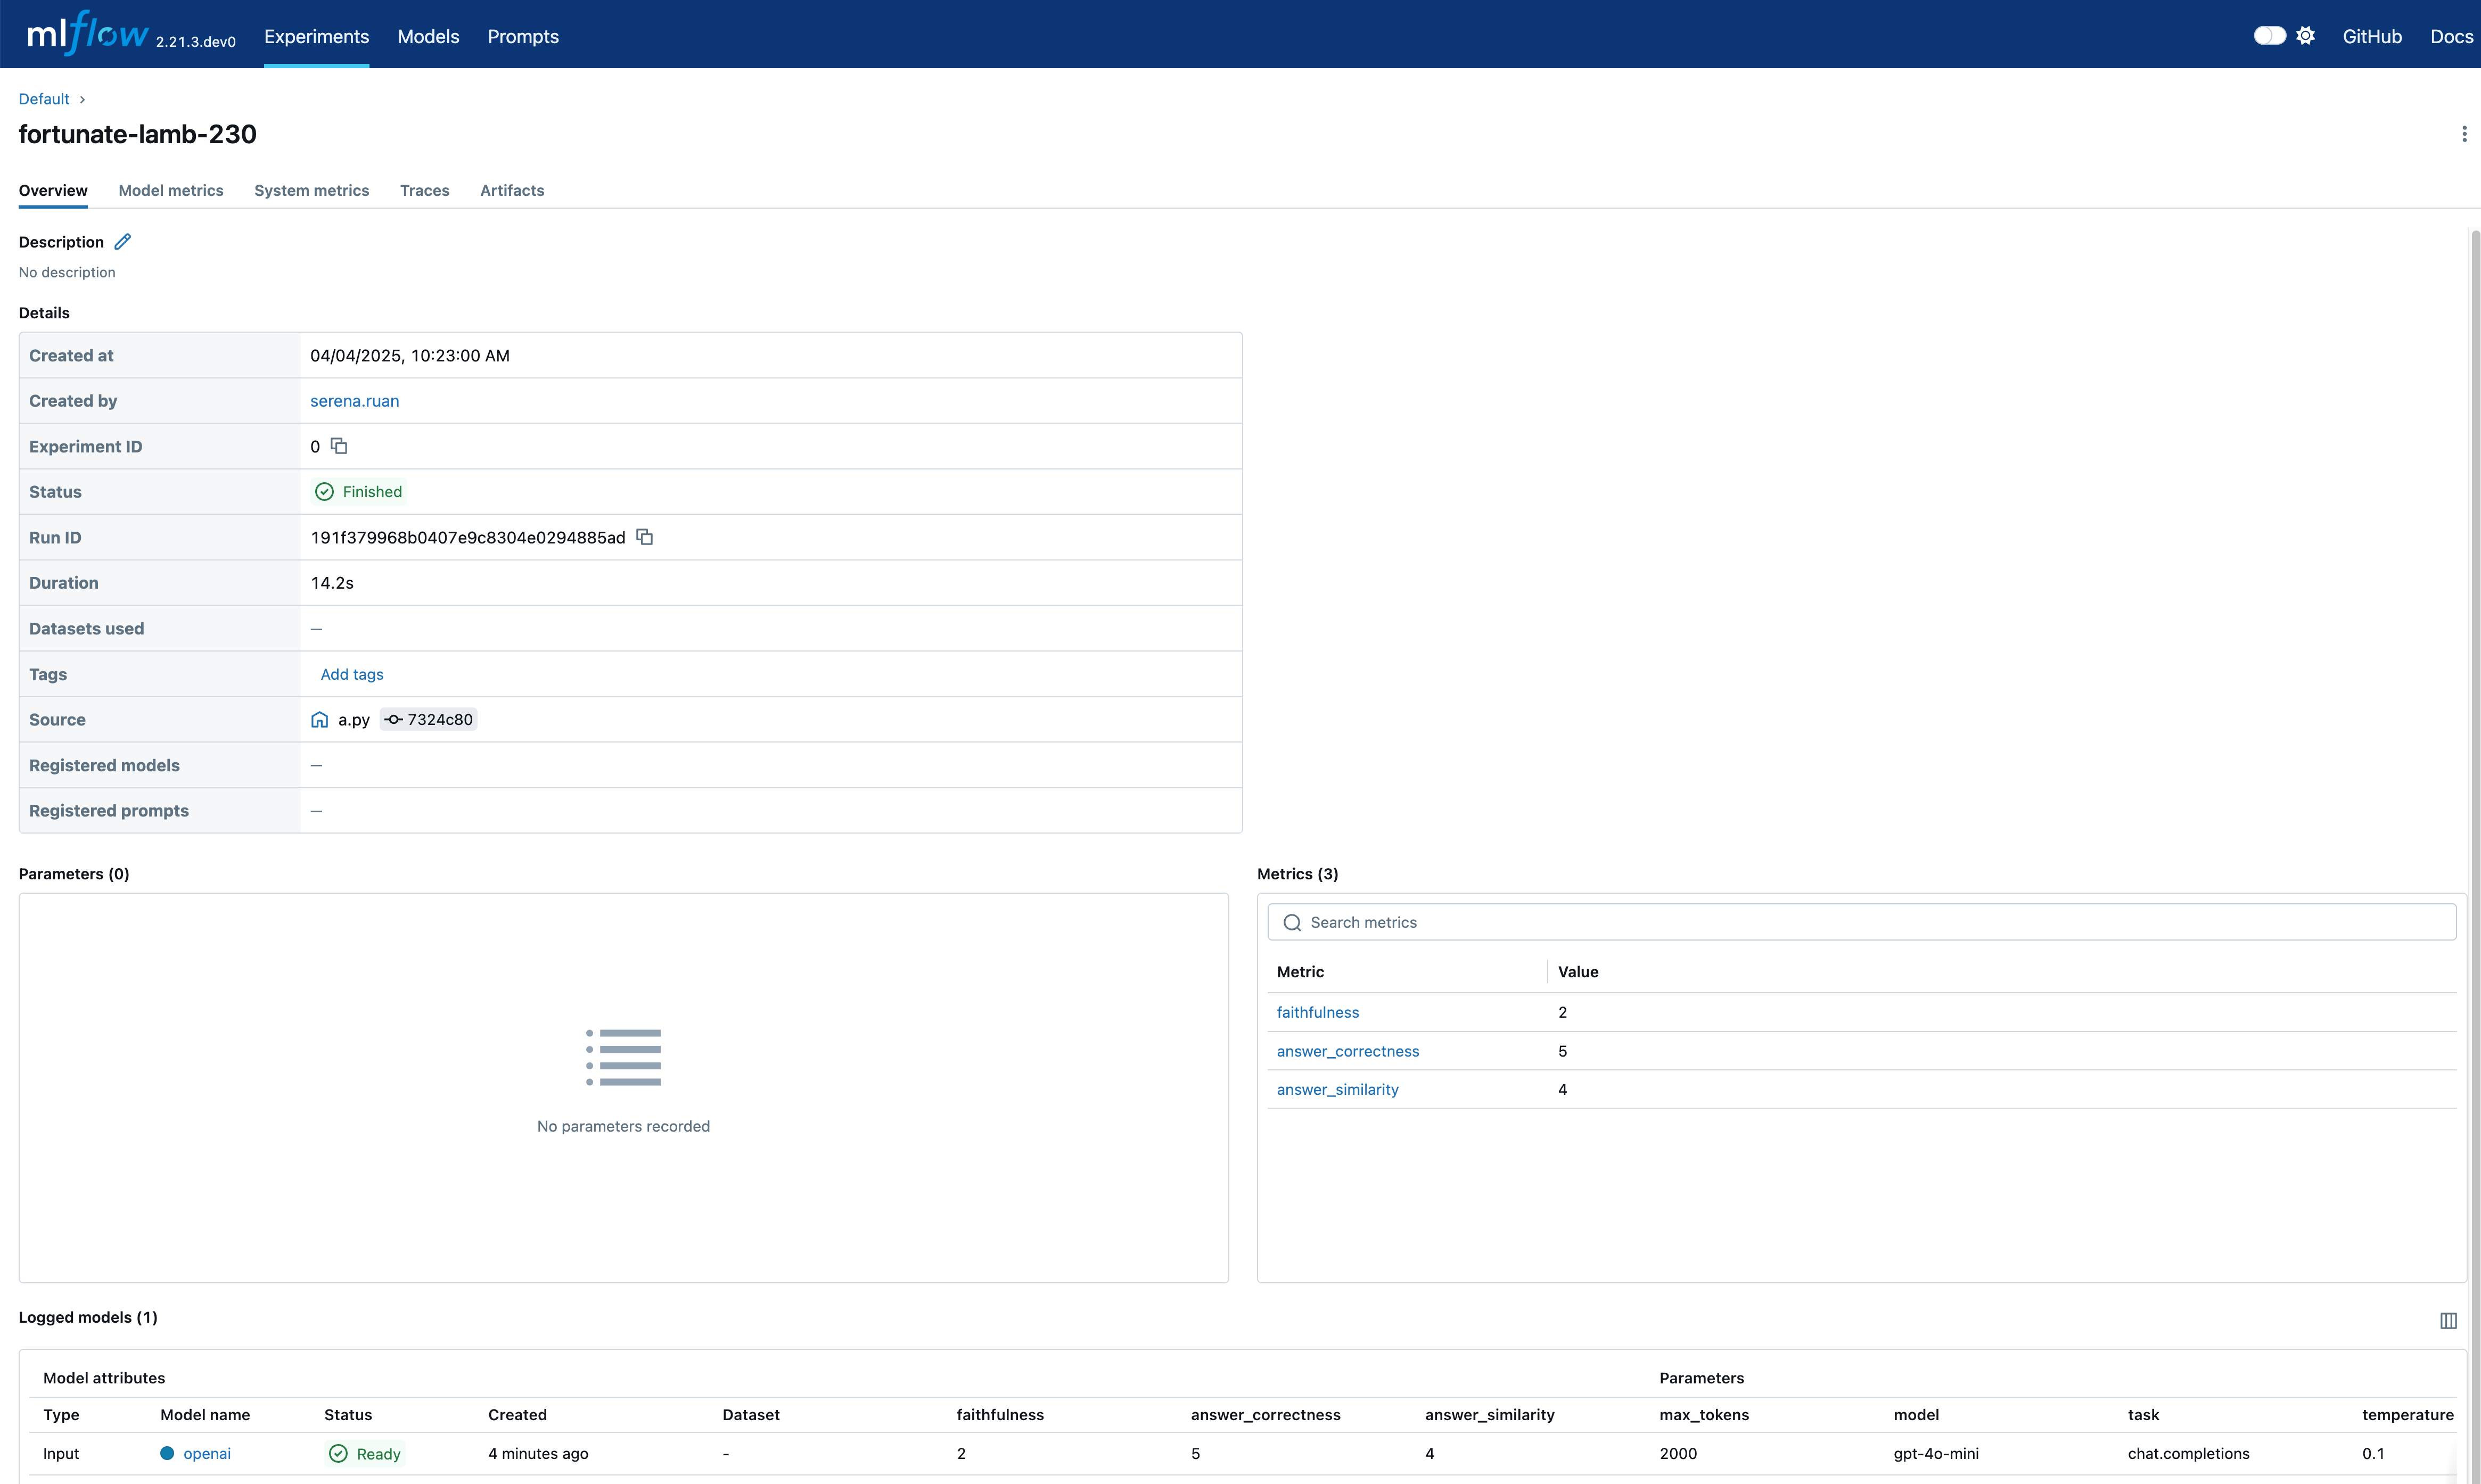 mlflow 2.21.3.dev0 Experiments Models Prompts GitHub Docs
Default
fortunate-lamb-230
Overview Model metrics System metrics Traces Artifacts
Description
No description
Details
Created at 04/04/2025, 10:23:00 AM
Created by serena.ruan
Experiment ID 0
Status Finished
Run ID 191f379968b0407e9c8304e0294885ad
Duration 14.2s
Datasets used —
Tags Add tags
Source a.py 7324c80
Registered models —
Registered prompts —
Parameters (0)
No parameters recorded
Metrics (3)
Search metrics
Metric Value
faithfulness 2
answer_correctness 5
answer_similarity 4
Logged models (1)
Model attributes Parameters
Type Model name Status Created Dataset faithfulness answer_correctness answer_similarity max_tokens model task temperature
Input openai Ready 4 minutes ago - 2 5 4 2000 gpt-4o-mini chat.completions 0.1